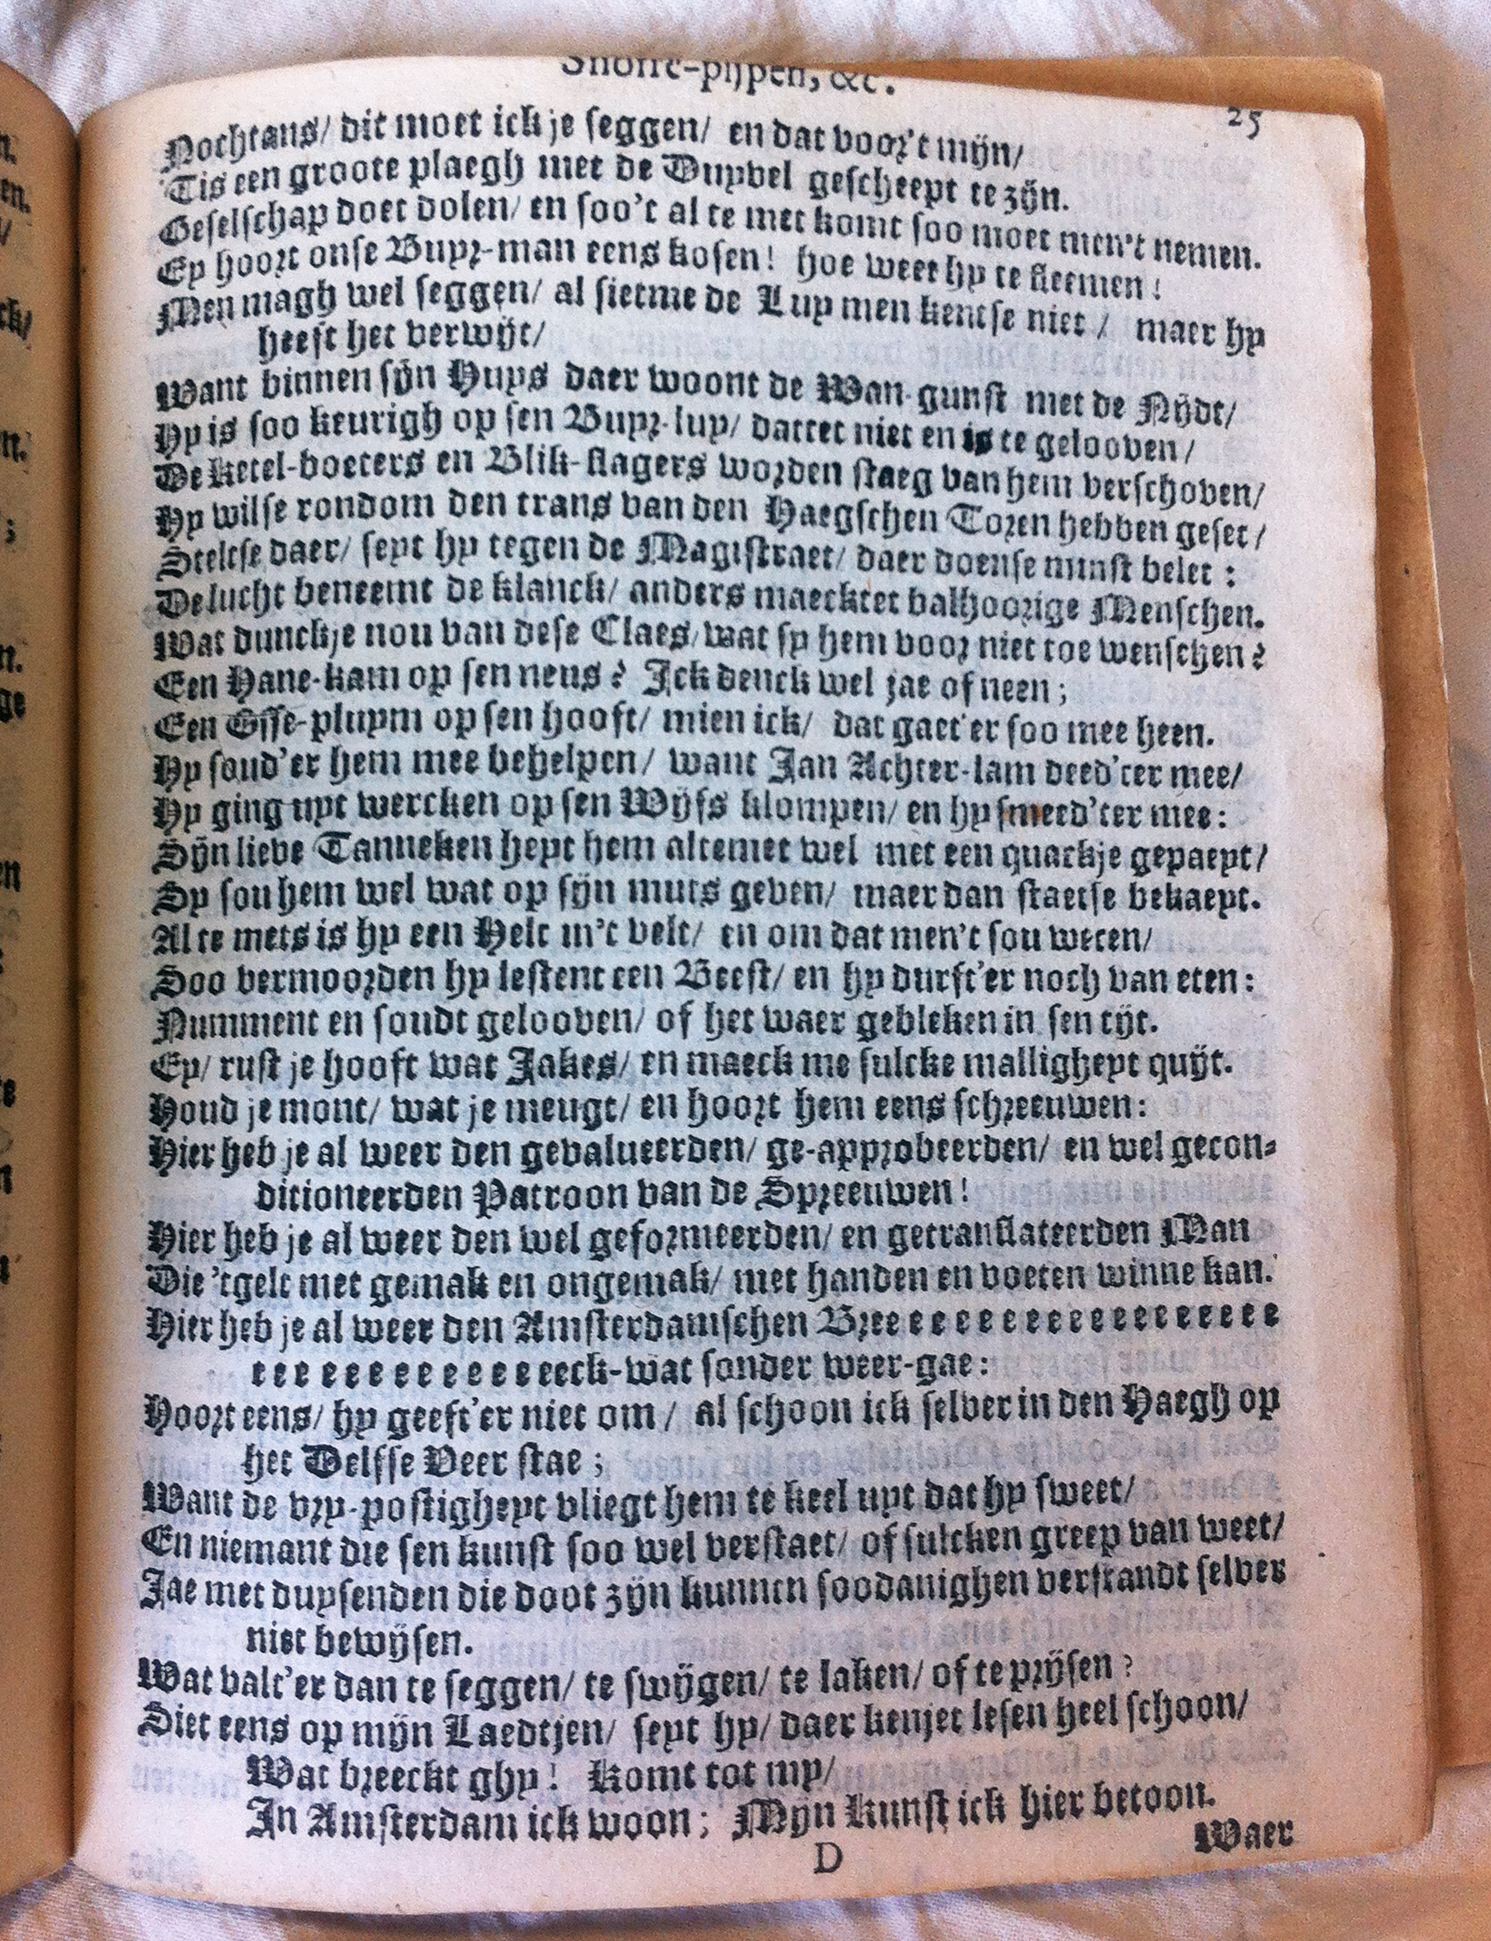 Snorre-pijpen, &c. 25
Nochtans/ dit moet ick je seggen/ en dat voor't mijn/
'Tis een groote plaegh met de Duyvel gescheept te zijn.
Geselschap doet dolen/ en soo't al te met komt soo moet men't nemen.
Ey hoort onse Buyr-man eens kosen! hoe weet hy te fleemen!
Men magh wel seggen/ al sietme de Luy men kentse niet/ maer hy
heeft het verwijt/
Want binnen sijn Huys daer woont de Wan-gunst met de Nijdt/
Hy is soo keurigh op sen Buyr-luy/ dattet niet en is te gelooven/
De ketel-boeters en Blik-slagers worden staeg van hem verschoven/
Hy wilse rondom den trans van den Haegschen Toren hebben geset/
Steltse daer/ seyt hy tegen de Magistraet/ daer doense minst belet:
De lucht beneemt de klanck/ anders maecktet halhoorige Menschen.
Wat dunckje nou van dese Claes/ wat sy hem voor niet toe wenschen?
Een Hane-kam op sen neus? Ick denck wel jae of neen;
Een Esse-pluym op sen hooft/ mien ick/ dat gaet'er soo mee heen.
Hy soud'er hem mee behelpen/ want Jan Achter-lam deed'ter mee/
Hy ging uyt wercken op sen Wijfs klompen/ en hy smeed'ter mee:
Sijn lieve Tanneken heyt hem altemet wel met een quackje gepaeyt/
Sy sou hem wel wat op sijn muts geven/ maer dan staetse bekaeyt.
Al te mets is hy een Helt in't velt/ en om dat men't sou weten/
Soo vermoorden hy lestent een Beest/ en hy durft'er noch van eten:
Numment en soudt gelooven/ of het waer gebleken in sen tijt.
Ey/ rust je hooft wat Jakes/ en maeck me sulcke malligheyt quijt.
Houd je mont/ wat je meugt/ en hoort hem eens schreeuwen:
Hier heb je al weer den gevalueerden/ ge-approbeerden/ en wel gecon-
ditioneerden Patroon van de Spreeuwen!
Hier heb je al weer den wel geformeerden/ en getranslateerden Man
Die 'tgelt met gemak en ongemak/ met handen en voeten winne kan.
Hier heb je al weer den Amsterdamschen Bree e e e e e e e e e e e e e e e e e
e e e e e e e e e e e eeck-wat sonder weer-gae:
Hoort eens/ hy geeft'er niet om/ al schoon ick selver in den Haegh op
het Delfse Veer stae;
Want de vry-postigheyt vliegt hem te keel uyt dat hy sweet/
En niemant die sen kunst soo wel verstaet/ of sulcken greep van weet/
Jae met duysenden die doot zijn kunnen soodanighen verstandt selver
niet bewijsen.
Wat valt'er dan te seggen/ te swijgen/ te laken/ of te prijsen?
Siet eens op mijn Laedtjen/ seyt hy/ daer kenjet lesen heel schoon/
Wat breeckt ghy! Komt tot my/
In Amsterdam ick woon; Mijn kunst ick hier betoon.
D Waer